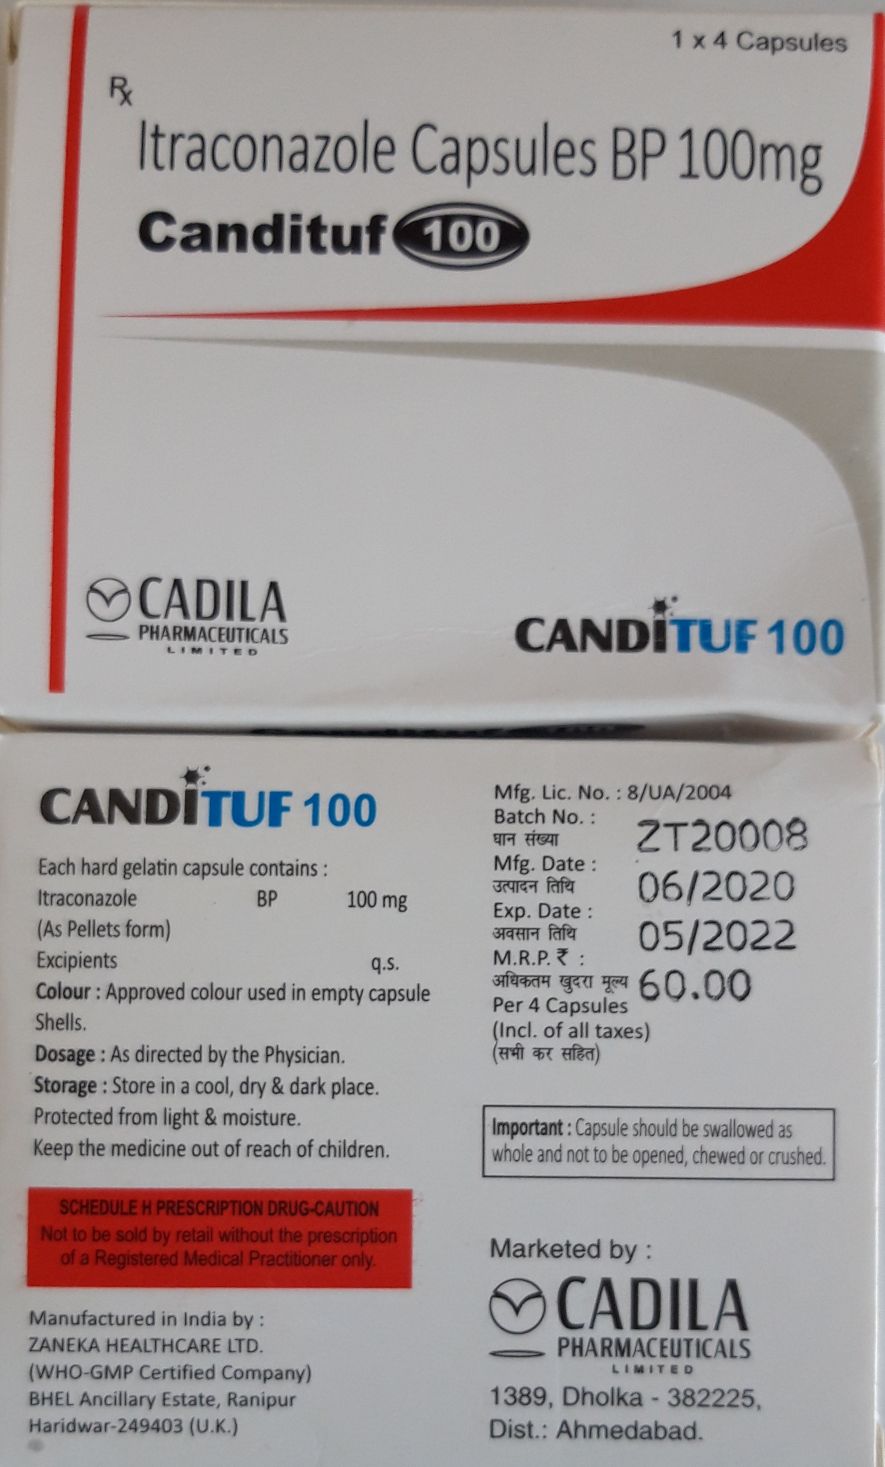 1 x 4 Capsules
Rx
Itraconazole Capsules BP 100mg
Candituf 100
CADILA
PHARMACEUTICALS
LIMITED
CANDiTUF 100
CANDiTUF 100
Each hard gelatin capsule contains :
Itraconazole BP 100 mg
(As Pellets form)
Excipients q.s.
Colour : Approved colour used in empty capsule
Shells.
Dosage : As directed by the Physician.
Storage : Store in a cool, dry & dark place.
Protected from light & moisture.
Keep the medicine out of reach of children.
SCHEDULE H PRESCRIPTION DRUG-CAUTION
Not to be sold by retail without the prescription
of a Registered Medical Practitioner only.
Manufactured in India by :
ZANEKA HEALTHCARE LTD.
(WHO-GMP Certified Company)
BHEL Ancillary Estate, Ranipur
Haridwar-249403 (U.K.)
Mfg. Lic. No. : 8/UA/2004
Batch No. :
घान संख्या ZT20008
Mfg. Date :
उत्पादन तिथि 06/2020
Exp. Date :
अवसान तिथि 05/2022
M.R.P. ₹ :
अधिकतम खुदरा मूल्य 60.00
Per 4 Capsules
(Incl. of all taxes)
(सभी कर सहित)
Important : Capsule should be swallowed as
whole and not to be opened, chewed or crushed.
Marketed by :
CADILA
PHARMACEUTICALS
LIMITED
1389, Dholka - 382225,
Dist.: Ahmedabad.